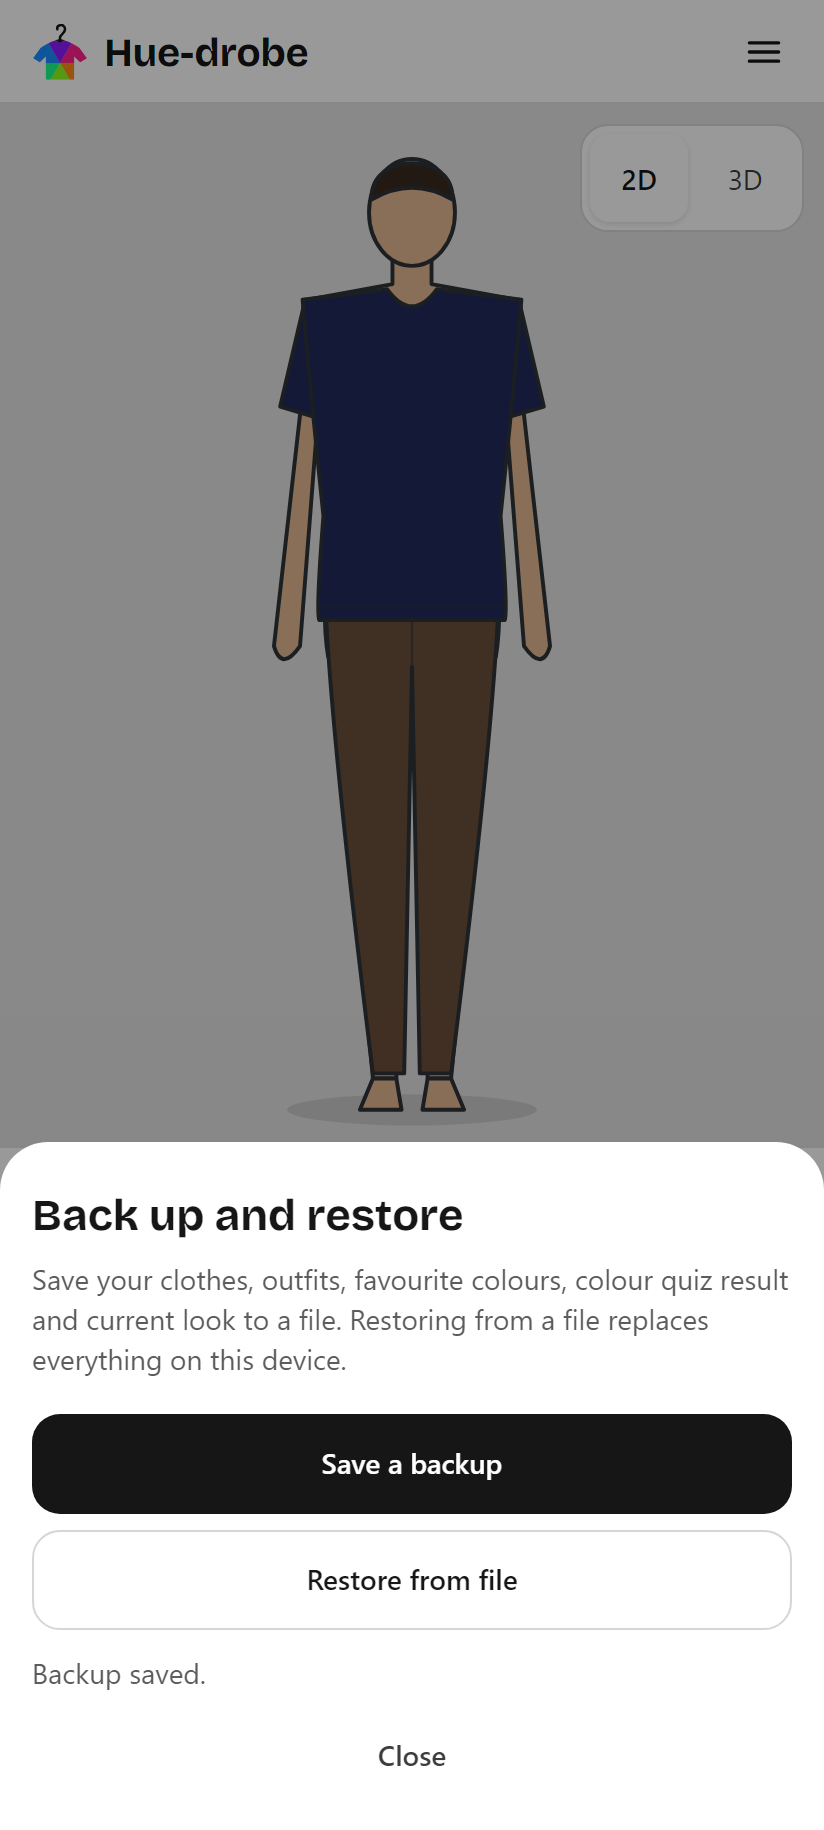 Hue-drobe
2D 3D
Back up and restore
Save your clothes, outfits, favourite colours, colour quiz result
and current look to a file. Restoring from a file replaces
everything on this device.
Save a backup
Restore from file
Backup saved.
Close